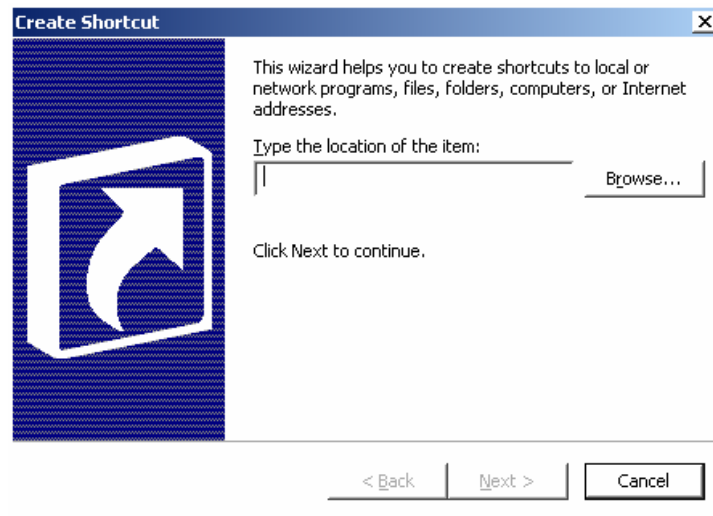 Create Shortcut
This wizard helps you to create shortcuts to local or
network programs, files, folders, computers, or Internet
addresses.
Type the location of the item:
Browse...
Click Next to continue.
< Back
Next >
Cancel